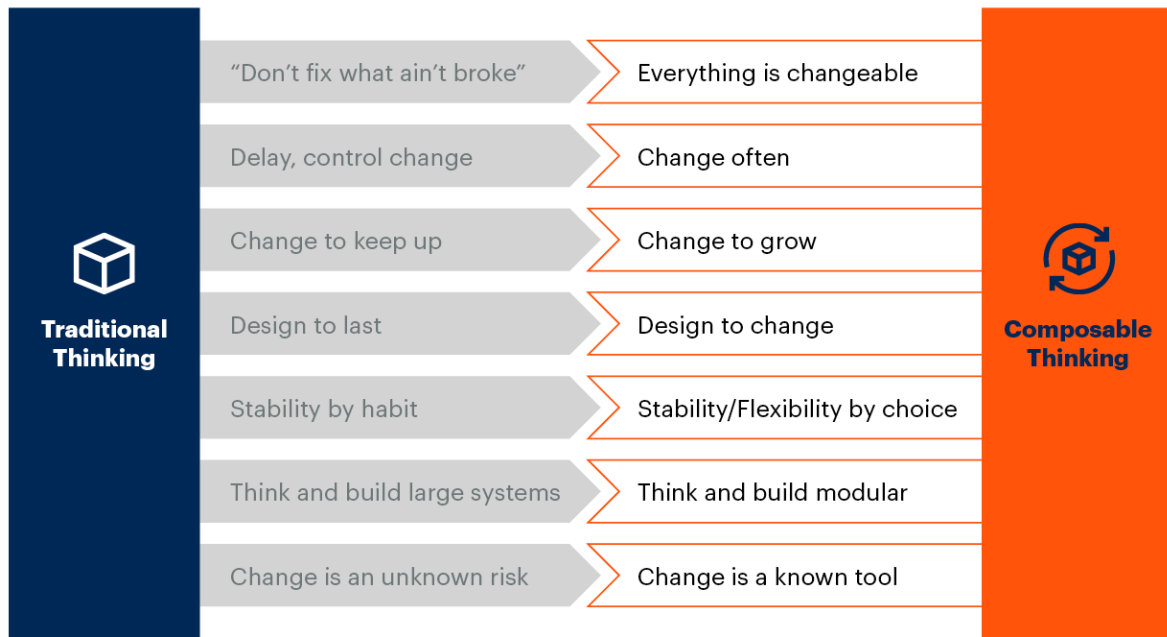 “Don’t fix what ain’t broke”
Everything is changeable
Delay, control change
Change often
Change to keep up
Change to grow
Traditional
Thinking
Design to last
Design to change
Composable
Thinking
Stability by habit
Stability/Flexibility by choice
Think and build large systems
Think and build modular
Change is an unknown risk
Change is a known tool